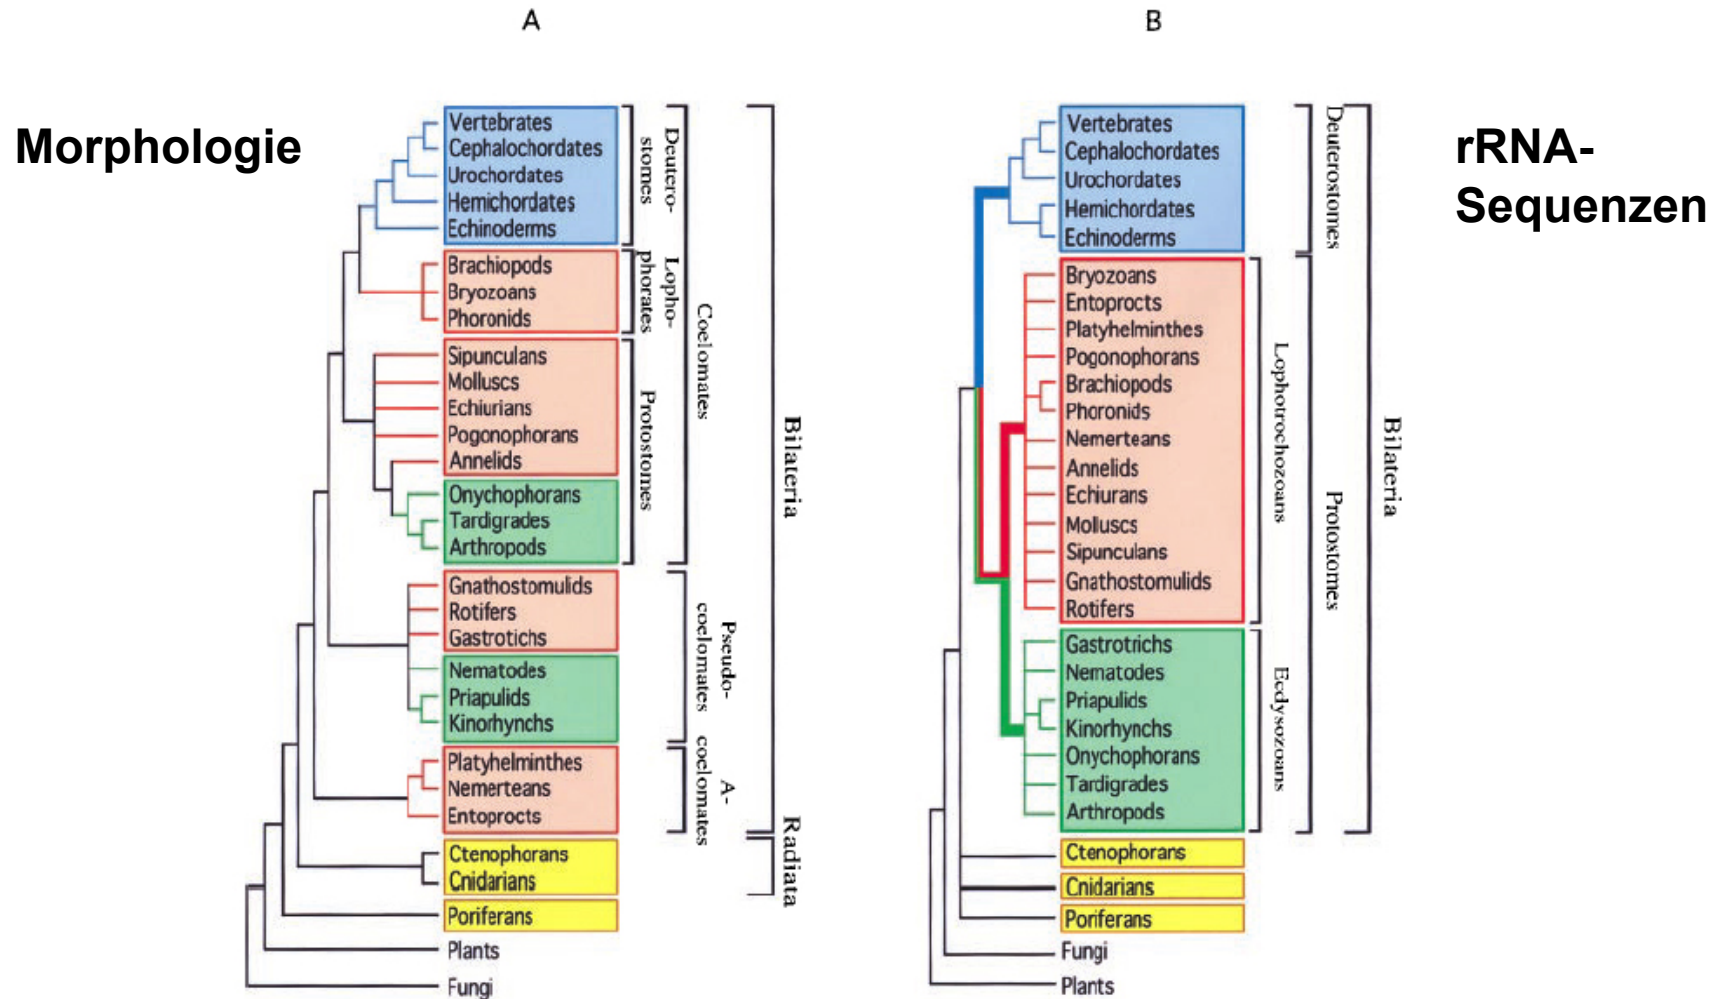 A
Morphologie
Vertebrates
Cephalochordates
Urochordates
Hemichordates
Echinoderms
Brachiopods
Bryozoans
Phoronids
Sipunculans
Molluscs
Echiurians
Pogonophorans
Annelids
Onychophorans
Tardigrades
Arthropods
Gnathostomulids
Rotifers
Gastrotichs
Nematodes
Priapulids
Kinorhynchs
Platyhelminthes
Nemerteans
Entoprocts
Ctenophorans
Cnidarians
Poriferans
Plants
Fungi
Deutero-
stomes
Lopho-
phorates
Protostomes
Coelomates
Pseudo-
coelomates
A-
coelomates
Bilateria
Radiata
B
rRNA-
Sequenzen
Vertebrates
Cephalochordates
Urochordates
Hemichordates
Echinoderms
Bryozoans
Entoprocts
Platyhelminthes
Pogonophorans
Brachiopods
Phoronids
Nemerteans
Annelids
Echiurans
Molluscs
Sipunculans
Gnathostomulids
Rotifers
Gastrotrichs
Nematodes
Priapulids
Kinorhynchs
Onychophorans
Tardigrades
Arthropods
Ctenophorans
Cnidarians
Poriferans
Fungi
Plants
Deuterostomes
Lophotrochozoans
Ecdysozoans
Protostomes
Bilateria